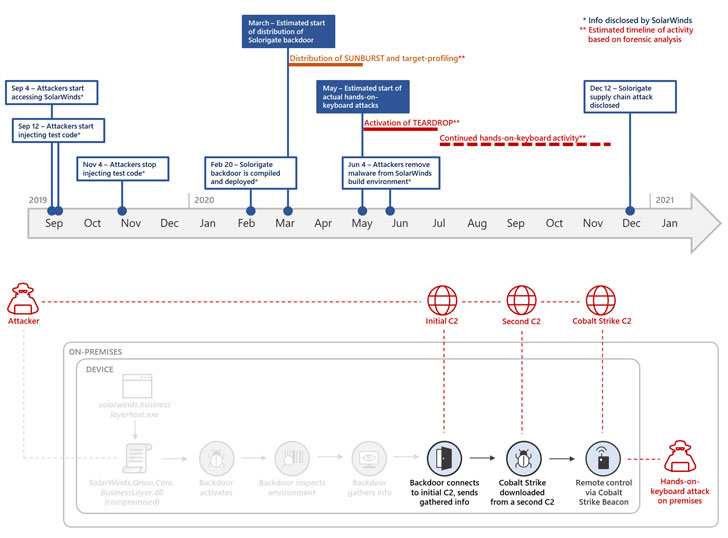 March – Estimated start
of distribution of
Solorigate backdoor
* Info disclosed by SolarWinds
** Estimated timeline of activity
based on forensic analysis
Distribution of SUNBURST and target-profiling**
Sep 4 – Attackers start
accessing SolarWinds*
May – Estimated start of
actual hands-on-
keyboard attacks
Dec 12 – Solorigate
supply chain attack
disclosed
Sep 12 – Attackers start
injecting test code*
Activation of TEARDROP**
Continued hands-on-keyboard activity**
Nov 4 – Attackers stop
injecting test code*
Feb 20 – Solorigate
backdoor is compiled
and deployed*
Jun 4 – Attackers remove
malware from SolarWinds
build environment*
2019
2020
2021
Sep Oct Nov Dec Jan Feb Mar Apr May Jun Jul Aug Sep Oct Nov Dec Jan
Attacker
Initial C2
Second C2
Cobalt Strike C2
ON-PREMISES
DEVICE
solarwinds.business
layerhost.exe
SolarWinds.Orion.Core.
BusinessLayer.dll
(compromised)
Backdoor
activates
Backdoor inspects
environment
Backdoor
gathers info
Backdoor connects
to initial C2, sends
gathered info
Cobalt Strike
downloaded
from a second C2
Remote control
via Cobalt
Strike Beacon
Hands-on-
keyboard attack
on premises